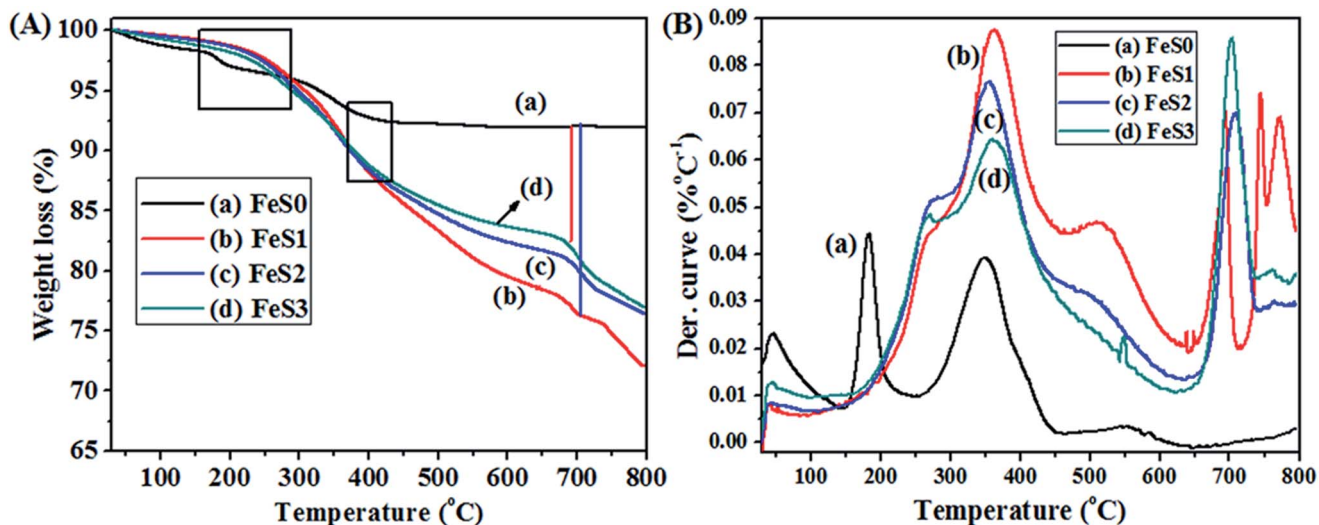 (A)
Weight loss (%)
100
95
90
85
80
75
70
65
(a)
(d)
(c)
(b)
(a) FeS0
(b) FeS1
(c) FeS2
(d) FeS3
100 200 300 400 500 600 700 800
Temperature (°C)
(B)
Der. curve (%°C-1)
0.09
0.08
0.07
0.06
0.05
0.04
0.03
0.02
0.01
0.00
(b)
(c)
(d)
(a)
(a) FeS0
(b) FeS1
(c) FeS2
(d) FeS3
100 200 300 400 500 600 700 800
Temperature (°C)